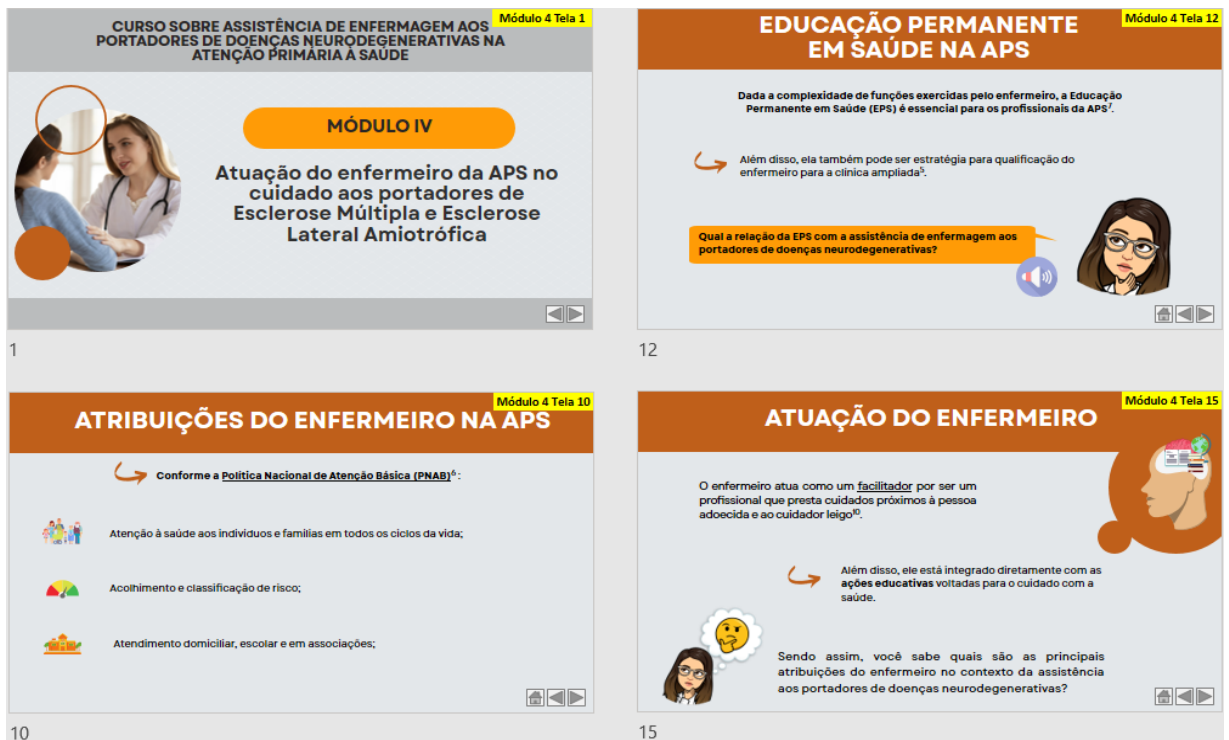 Módulo 4 Tela 1
CURSO SOBRE ASSISTÊNCIA DE ENFERMAGEM AOS
PORTADORES DE DOENÇAS NEURODEGENERATIVAS NA
ATENÇÃO PRIMÁRIA À SAÚDE
MÓDULO IV
Atuação do enfermeiro da APS no
cuidado aos portadores de
Esclerose Múltipla e Esclerose
Lateral Amiotrófica
1
Módulo 4 Tela 12
EDUCAÇÃO PERMANENTE
EM SAÚDE NA APS
Dada a complexidade de funções exercidas pelo enfermeiro, a Educação
Permanente em Saúde (EPS) é essencial para os profissionais da APS⁷.
Além disso, ela também pode ser estratégia para qualificação do
enfermeiro para a clínica ampliada⁵.
Qual a relação da EPS com a assistência de enfermagem aos
portadores de doenças neurodegenerativas?
12
Módulo 4 Tela 10
ATRIBUIÇÕES DO ENFERMEIRO NA APS
Conforme a Política Nacional de Atenção Básica (PNAB)⁶:
Atenção à saúde aos indivíduos e famílias em todos os ciclos da vida;
Acolhimento e classificação de risco;
Atendimento domiciliar, escolar e em associações;
10
Módulo 4 Tela 15
ATUAÇÃO DO ENFERMEIRO
O enfermeiro atua como um facilitador por ser um
profissional que presta cuidados próximos à pessoa
adoecida e ao cuidador leigo¹⁰.
Além disso, ele está integrado diretamente com as
ações educativas voltadas para o cuidado com a
saúde.
Sendo assim, você sabe quais são as principais
atribuições do enfermeiro no contexto da assistência
aos portadores de doenças neurodegenerativas?
15